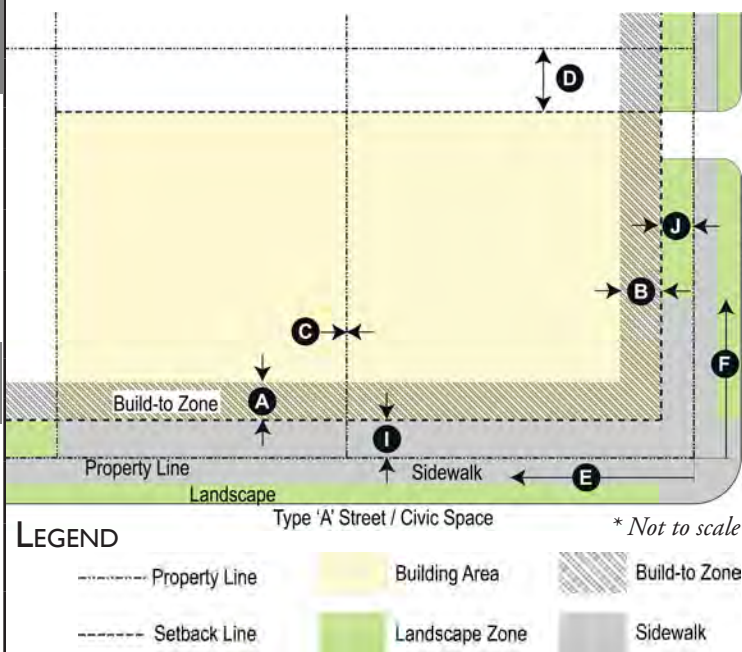 D
J
B
C
F
Build-to Zone
A
I
Property Line
Sidewalk
E
Landscape
Type 'A' Street / Civic Space
* Not to scale
LEGEND
Property Line
Building Area
Build-to Zone
Setback Line
Landscape Zone
Sidewalk